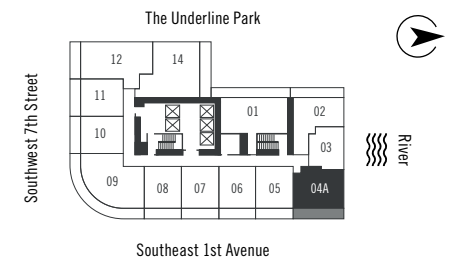 The Underline Park
12
14
Southwest 7th Street
11
01
02
10
03
River
09
08
07
06
05
04A
Southeast 1st Avenue